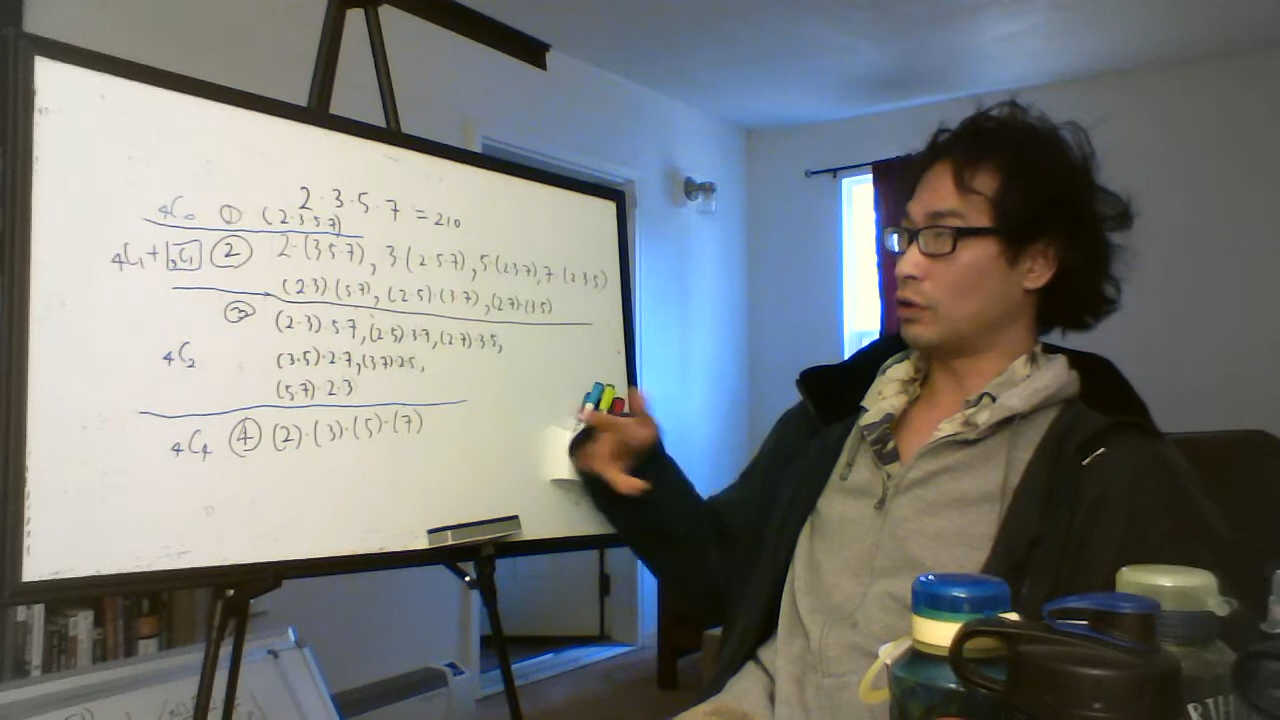 2·3·5·7 = 210
4C0 ① (2·3·5·7)
4C1+ 3C1 ② 2·(3·5·7), 3·(2·5·7), 5·(2·3·7), 7·(2·3·5)
(2·3)·(5·7), (2·5)·(3·7), (2·7)·(3·5)
③ (2·3)·5·7, (2·5)·3·7, (2·7)·3·5,
4C2 (3·5)·2·7, (3·7)·2·5,
(5·7)·2·3
4C4 ④ (2)·(3)·(5)·(7)